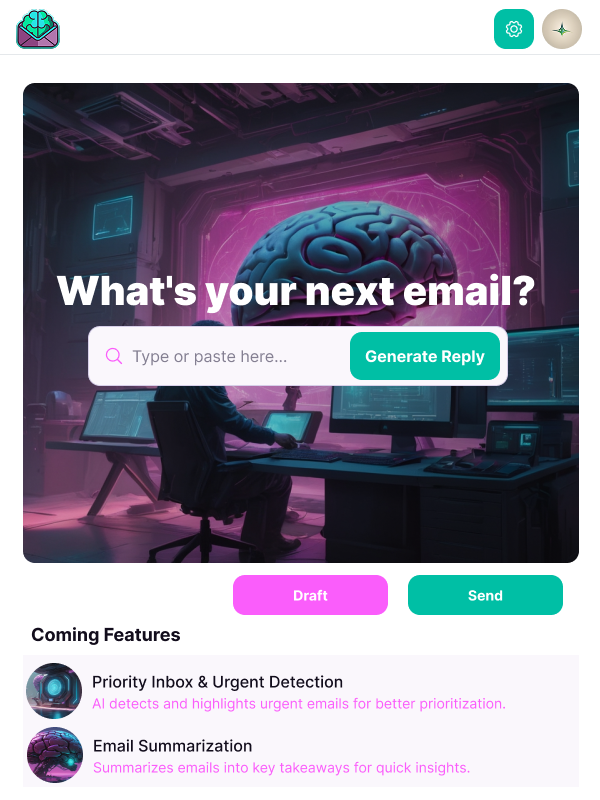 What's your next email?
Type or paste here...
Generate Reply
Draft
Send
Coming Features
Priority Inbox & Urgent Detection
AI detects and highlights urgent emails for better prioritization.
Email Summarization
Summarizes emails into key takeaways for quick insights.